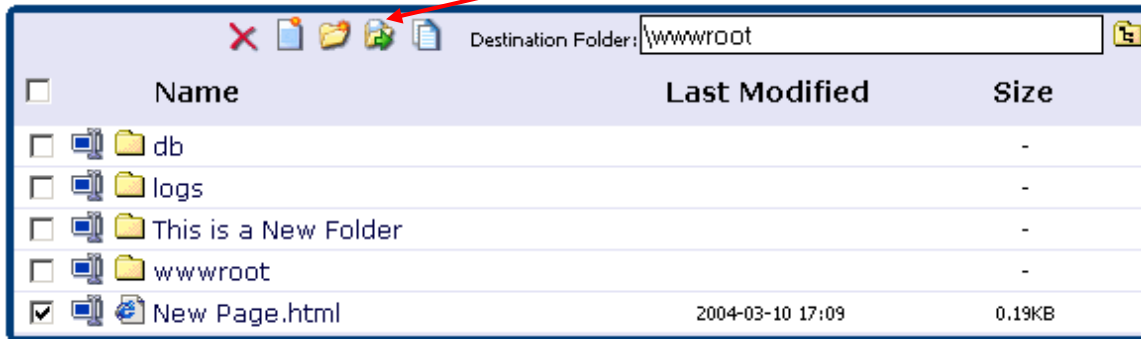 Destination Folder: \wwwroot
Name Last Modified Size
db -
logs -
This is a New Folder -
wwwroot -
New Page.html 2004-03-10 17:09 0.19KB